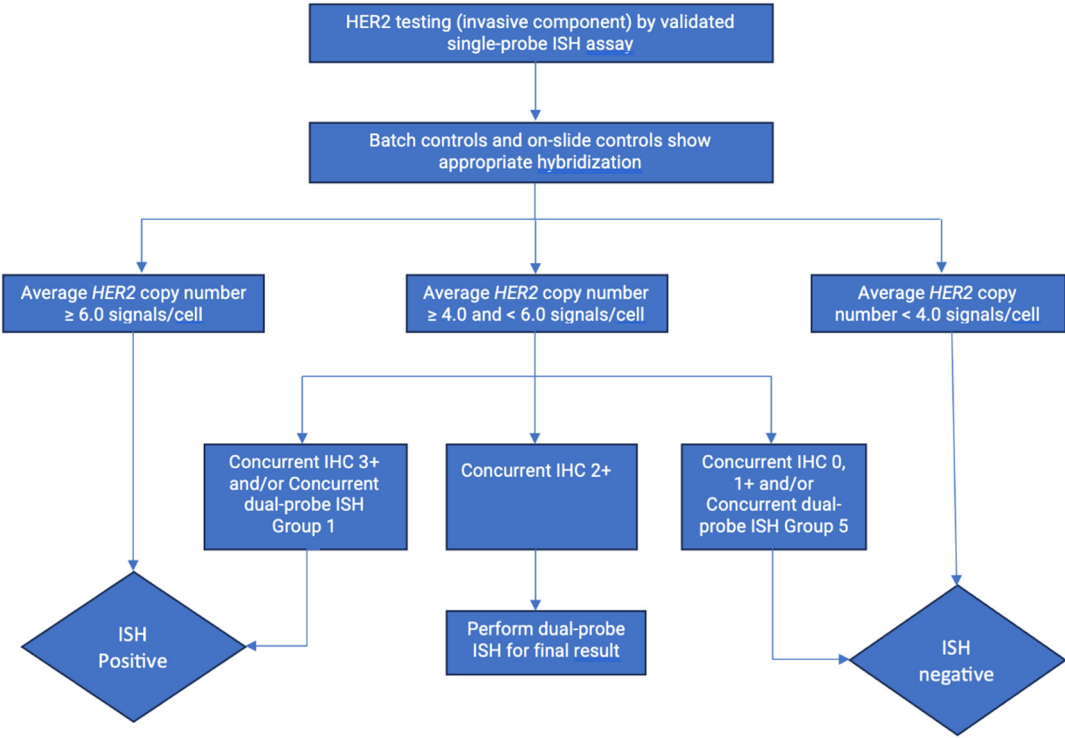 HER2 testing (invasive component) by validated
single-probe ISH assay
Batch controls and on-slide controls show
appropriate hybridization
Average HER2 copy number
≥ 6.0 signals/cell
Average HER2 copy number
≥ 4.0 and < 6.0 signals/cell
Average HER2 copy
number < 4.0 signals/cell
Concurrent IHC 3+
and/or Concurrent
dual-probe ISH
Group 1
Concurrent IHC 2+
Concurrent IHC 0,
1+ and/or
Concurrent dual-
probe ISH Group 5
ISH
Positive
Perform dual-probe
ISH for final result
ISH
negative